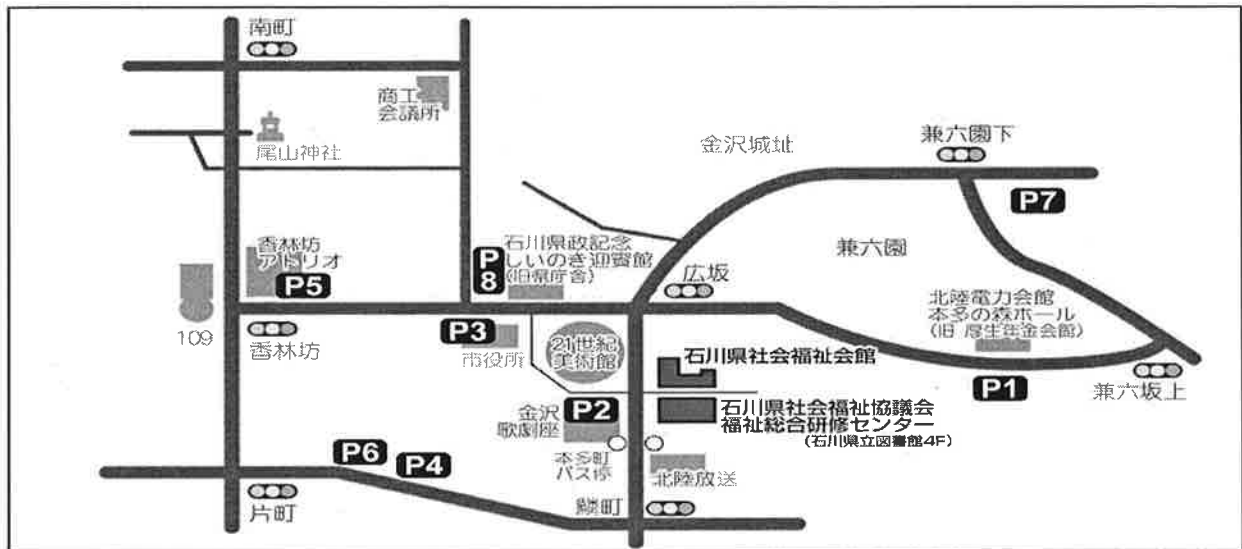 南町
商工
会議所
尾山神社
金沢城址
兼六園下
P7
香林坊
アトリオ
P5
P
8
石川県政記念
しいのき迎賓館
(旧県庁舎)
広坂
兼六園
北陸電力会館
本多の森ホール
(旧 厚生年金会館)
109
香林坊
P3
市役所
21世紀
美術館
石川県社会福祉会館
P1
兼六坂上
金沢
歌劇座
P2
石川県社会福祉協議会
福祉総合研修センター
(石川県立図書館4F)
P6
P4
本多町
バス停
北陸放送
片町
鱗町